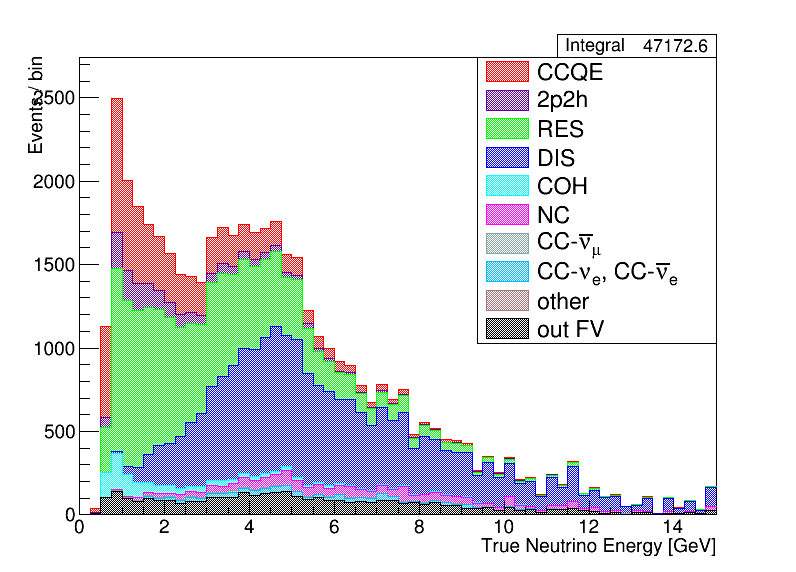 Integral 47172.6
Events / bin
2500
2000
1500
1000
500
0
CCQE
2p2h
RES
DIS
COH
NC
CC-ν̅μ
CC-νe, CC-ν̅e
other
out FV
0 2 4 6 8 10 12 14
True Neutrino Energy [GeV]